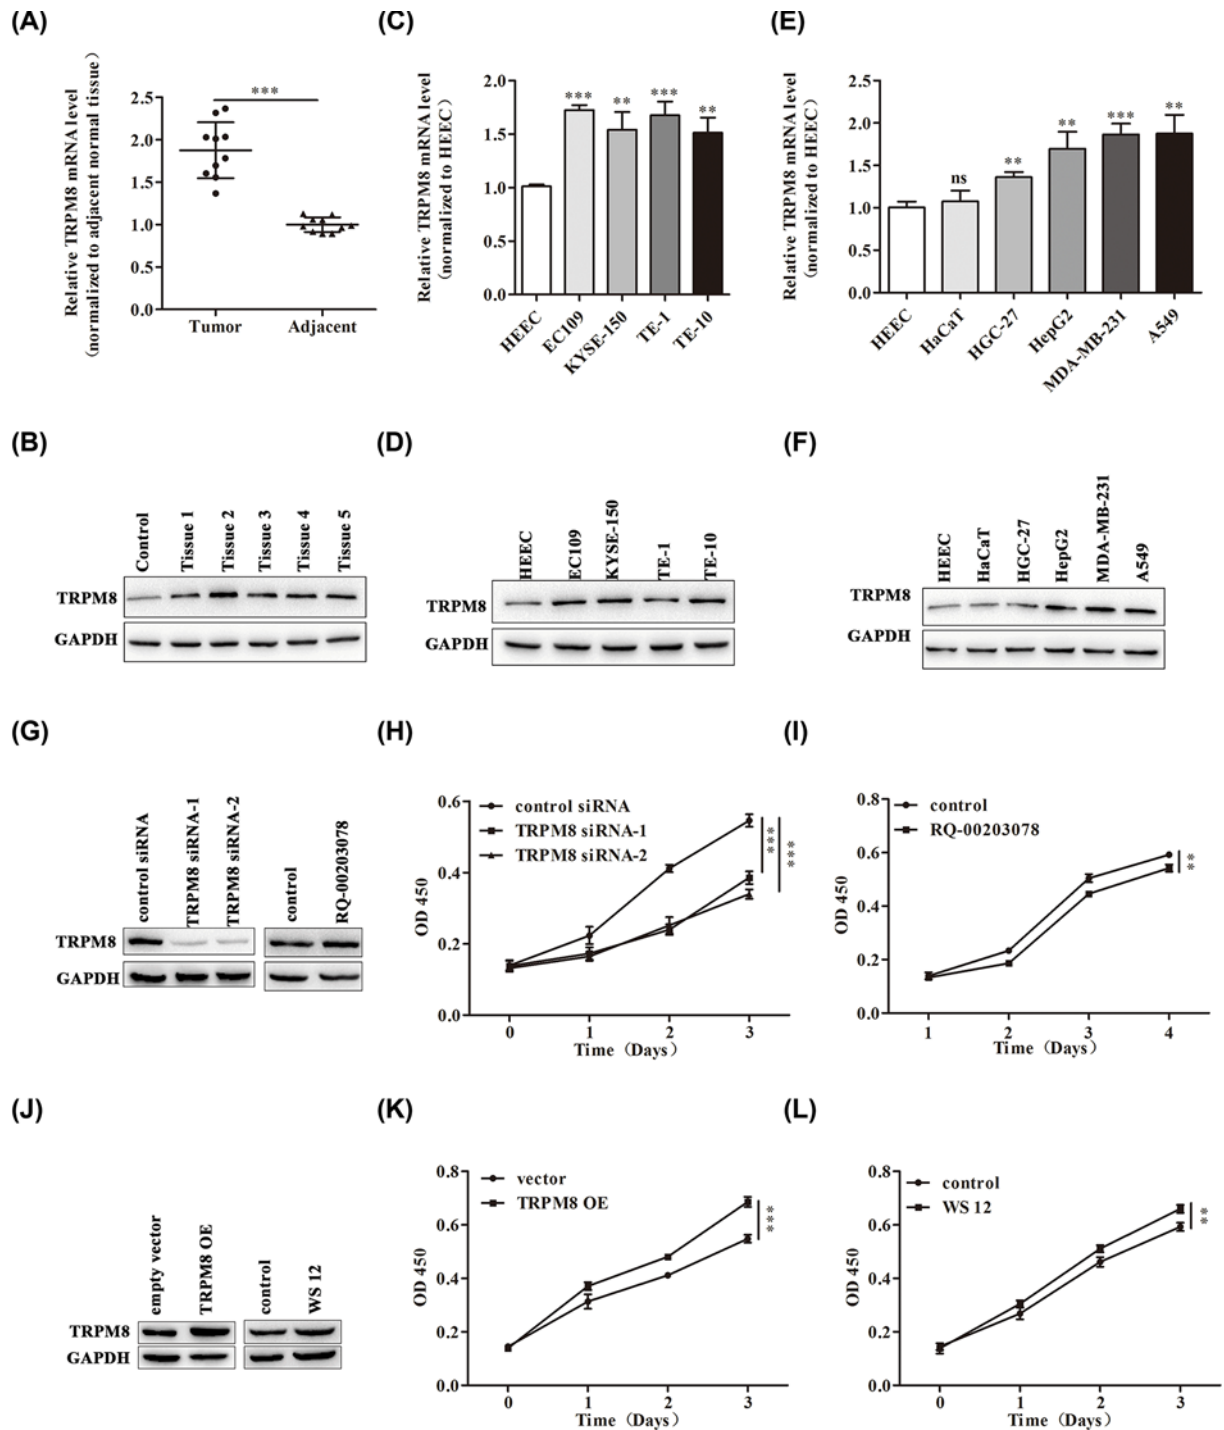 (A)
Relative TRPM8 mRNA level
(normalized to adjacent normal tissue)
2.5
2.0
1.5
1.0
0.5
0.0
***
Tumor
Adjacent
(C)
Relative TRPM8 mRNA level
(normalized to HEEC)
2.0
1.5
1.0
0.5
0.0
***
**
***
**
HEEC
EC109
KYSE-150
TE-1
TE-10
(E)
Relative TRPM8 mRNA level
(normalized to HEEC)
2.5
2.0
1.5
1.0
0.5
0.0
ns
**
**
***
**
HEEC
HaCaT
HGC-27
HepG2
MDA-MB-231
A549
(B)
Control
Tissue 1
Tissue 2
Tissue 3
Tissue 4
Tissue 5
TRPM8
GAPDH
(D)
HEEC
EC109
KYSE-150
TE-1
TE-10
TRPM8
GAPDH
(F)
HEEC
HaCaT
HGC-27
HepG2
MDA-MB-231
A549
TRPM8
GAPDH
(G)
control siRNA
TRPM8 siRNA-1
TRPM8 siRNA-2
control
RQ-00203078
TRPM8
GAPDH
(H)
OD 450
0.6
0.4
0.2
0.0
control siRNA
TRPM8 siRNA-1
TRPM8 siRNA-2
***
***
0
1
2
3
Time (Days)
(I)
OD 450
0.8
0.6
0.4
0.2
0.0
control
RQ-00203078
**
1
2
3
4
Time (Days)
(J)
empty vector
TRPM8 OE
control
WS 12
TRPM8
GAPDH
(K)
OD 450
0.8
0.6
0.4
0.2
0.0
vector
TRPM8 OE
***
0
1
2
3
Time (Days)
(L)
OD 450
0.8
0.6
0.4
0.2
0.0
control
WS 12
**
0
1
2
3
Time (Days)